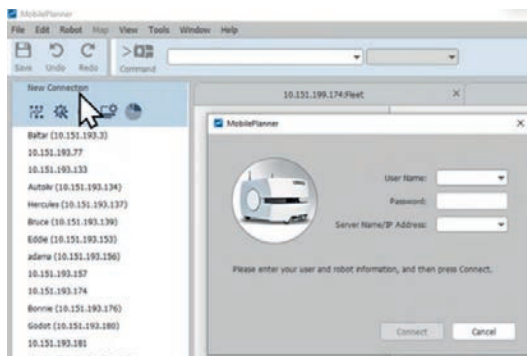 MobilePlanner
File Edit Robot Map View Tools Window Help
Save Undo Redo Command
New Connection
10.151.199.174:Fleet
Baltar (10.151.193.3)
10.151.193.77
10.151.193.133
Autolv (10.151.193.134)
Hercules (10.151.193.137)
Bruce (10.151.193.139)
Eddie (10.151.193.153)
adama (10.151.193.156)
10.151.193.157
10.151.193.174
Bonnie (10.151.193.176)
Godot (10.151.193.180)
10.151.193.181
MobilePlanner
User Name:
Password:
Server Name/IP Address:
Please enter your user and robot information, and then press Connect.
Connect Cancel